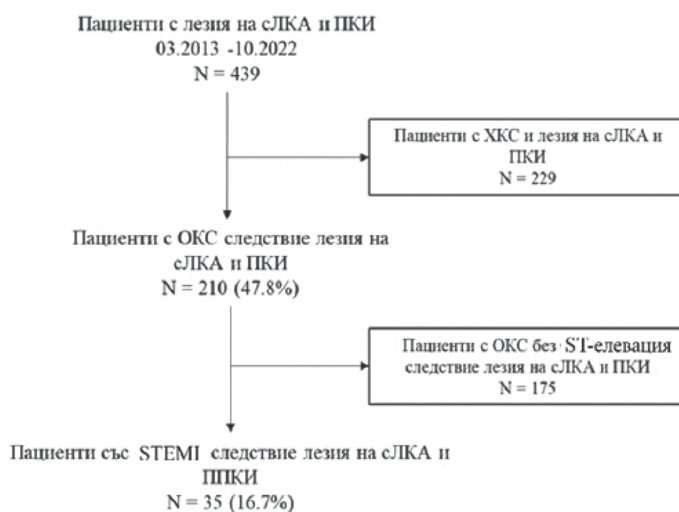 Пациенти с лезия на сЛКА и ПКИ
03.2013 -10.2022
N = 439
Пациенти с ХКС и лезия на сЛКА и
ПКИ
N = 229
Пациенти с ОКС следствие лезия на
сЛКА и ПКИ
N = 210 (47.8%)
Пациенти с ОКС без ST-елевация
следствие лезия на сЛКА и ПКИ
N = 175
Пациенти със STEMI следствие лезия на сЛКА и
ППКИ
N = 35 (16.7%)